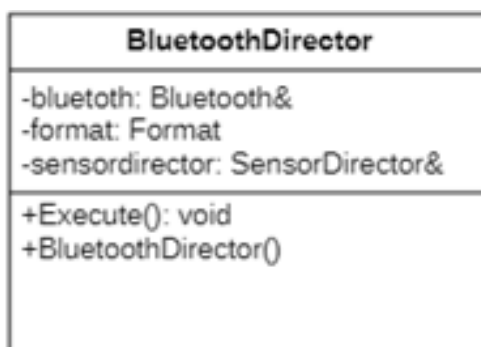 BluetoothDirector
-bluetoth: Bluetooth&
-format: Format
-sensordirector: SensorDirector&
+Execute(): void
+BluetoothDirector()